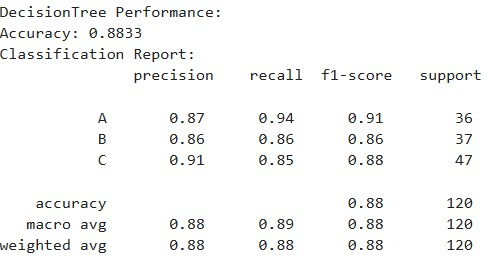 DecisionTree Performance:
Accuracy: 0.8833
Classification Report:
precision recall f1-score support
A 0.87 0.94 0.91 36
B 0.86 0.86 0.86 37
C 0.91 0.85 0.88 47
accuracy 0.88 120
macro avg 0.88 0.89 0.88 120
weighted avg 0.88 0.88 0.88 120